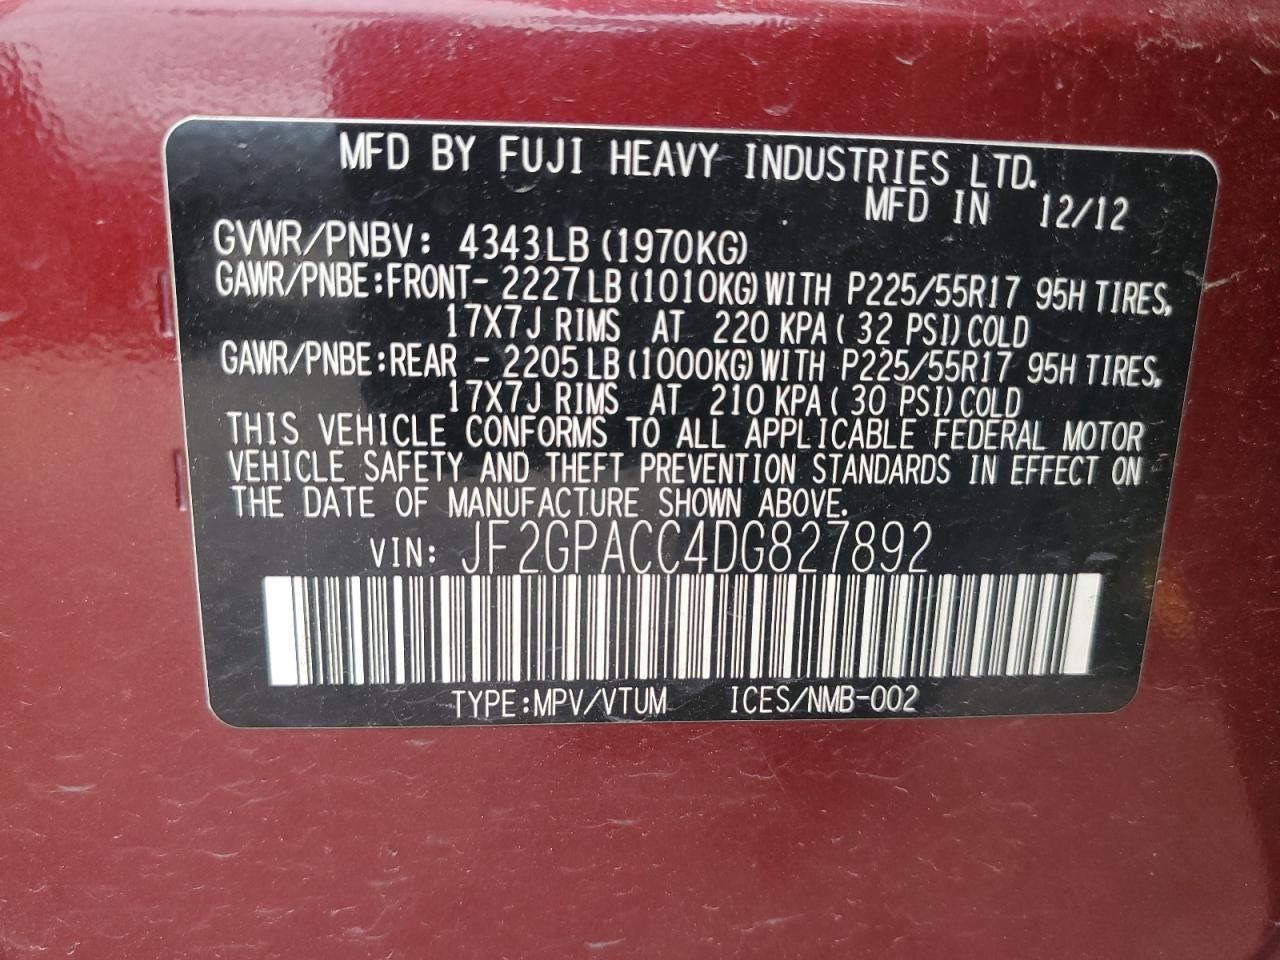 MFD BY FUJI HEAVY INDUSTRIES LTD.
MFD IN 12/12
GVWR/PNBV: 4343LB (1970KG)
GAWR/PNBE:FRONT- 2227 LB (1010KG) WITH P225/55R17 95H TIRES,
17X7J RIMS AT 220 KPA ( 32 PSI) COLD
GAWR/PNBE:REAR - 2205 LB (1000KG) WITH P225/55R17 95H TIRES,
17X7J RIMS AT 210 KPA ( 30 PSI) COLD
THIS VEHICLE CONFORMS TO ALL APPLICABLE FEDERAL MOTOR
VEHICLE SAFETY AND THEFT PREVENTION STANDARDS IN EFFECT ON
THE DATE OF MANUFACTURE SHOWN ABOVE.
VIN: JF2GPACC4DG827892
TYPE:MPV/VTUM ICES/NMB-002